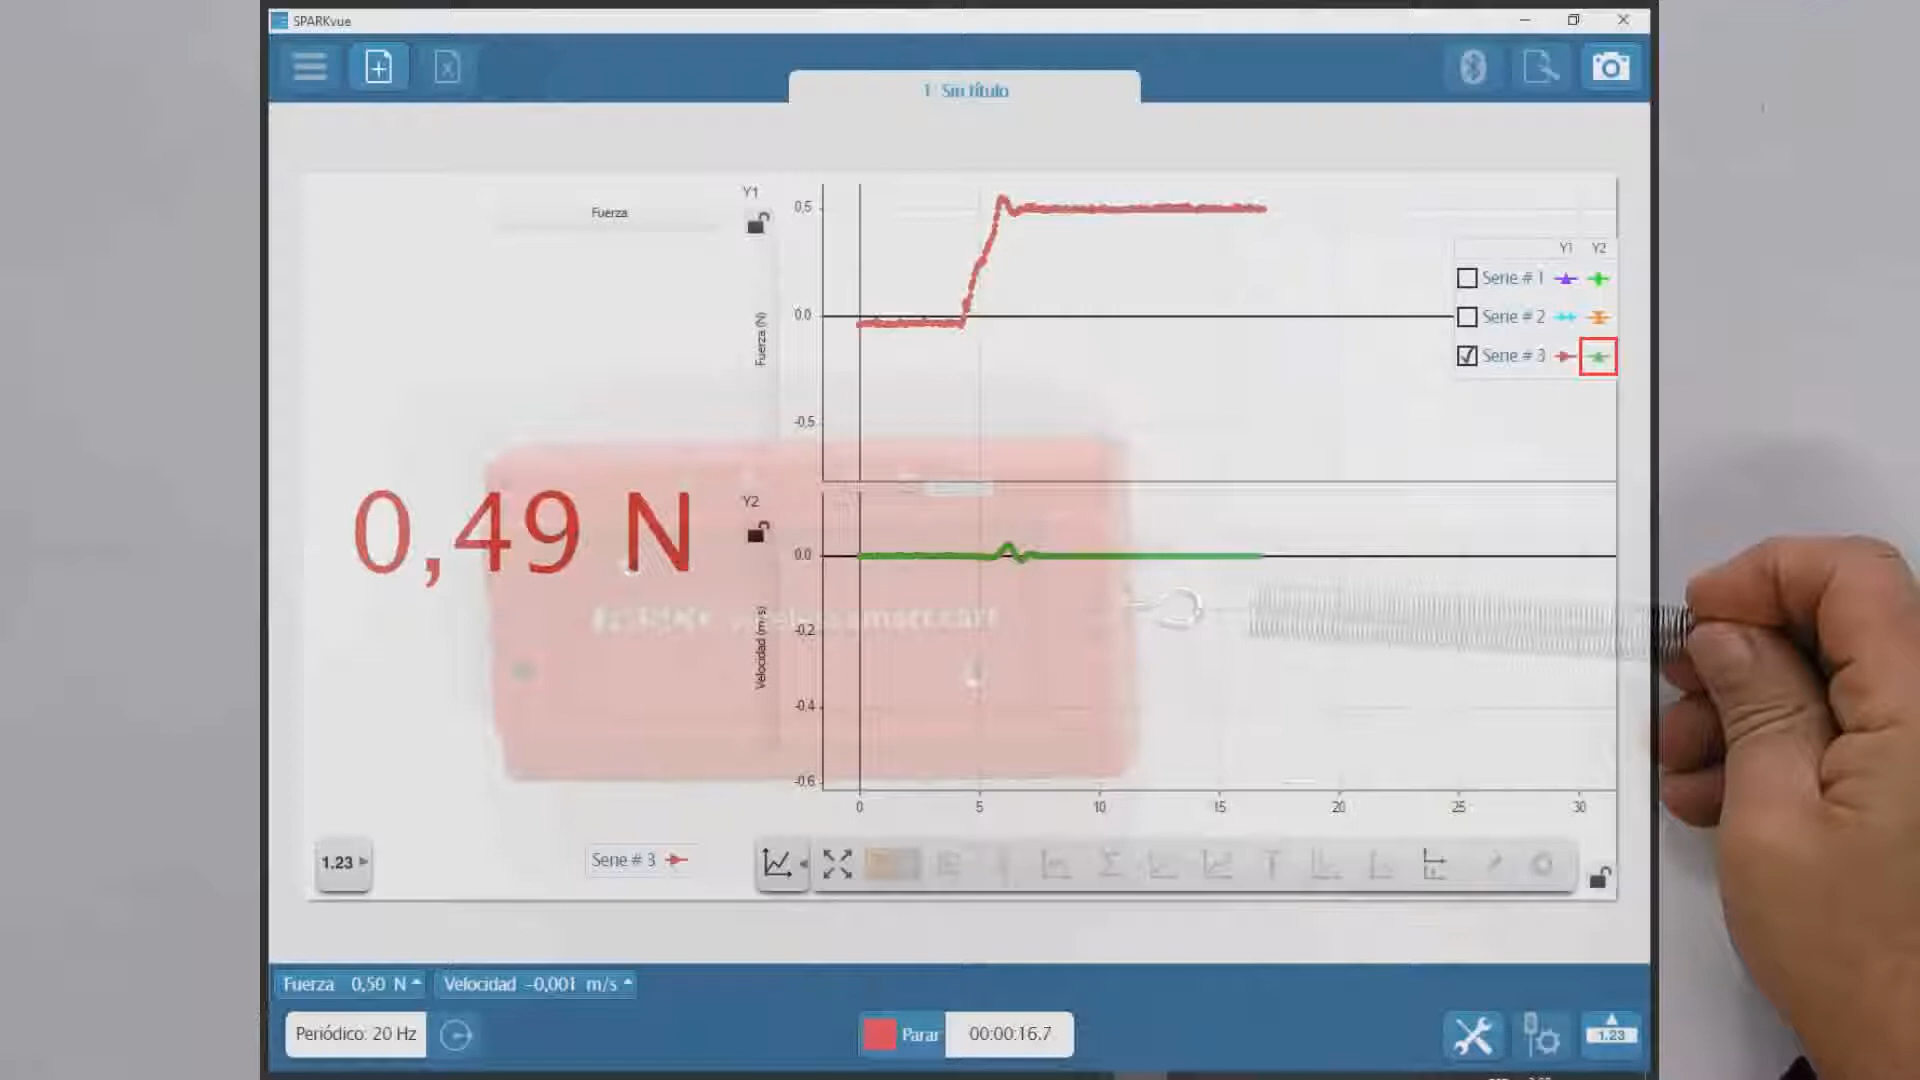 SPARKvue
1 Sin título
Fuerza
0,49 N
Y1
Fuerza (N)
0,5
0.0
-0,5
Y1 Y2
Serie # 1
Serie # 2
Serie # 3
Y2
Velocidad (m/s)
0.0
-0.2
-0.4
-0.6
0 5 10 15 20 25 30
1.23
Serie # 3
Fuerza 0,50 N
Velocidad -0,001 m/s
Periódico: 20 Hz
Parar
00:00:16.7
1.23
smart cart